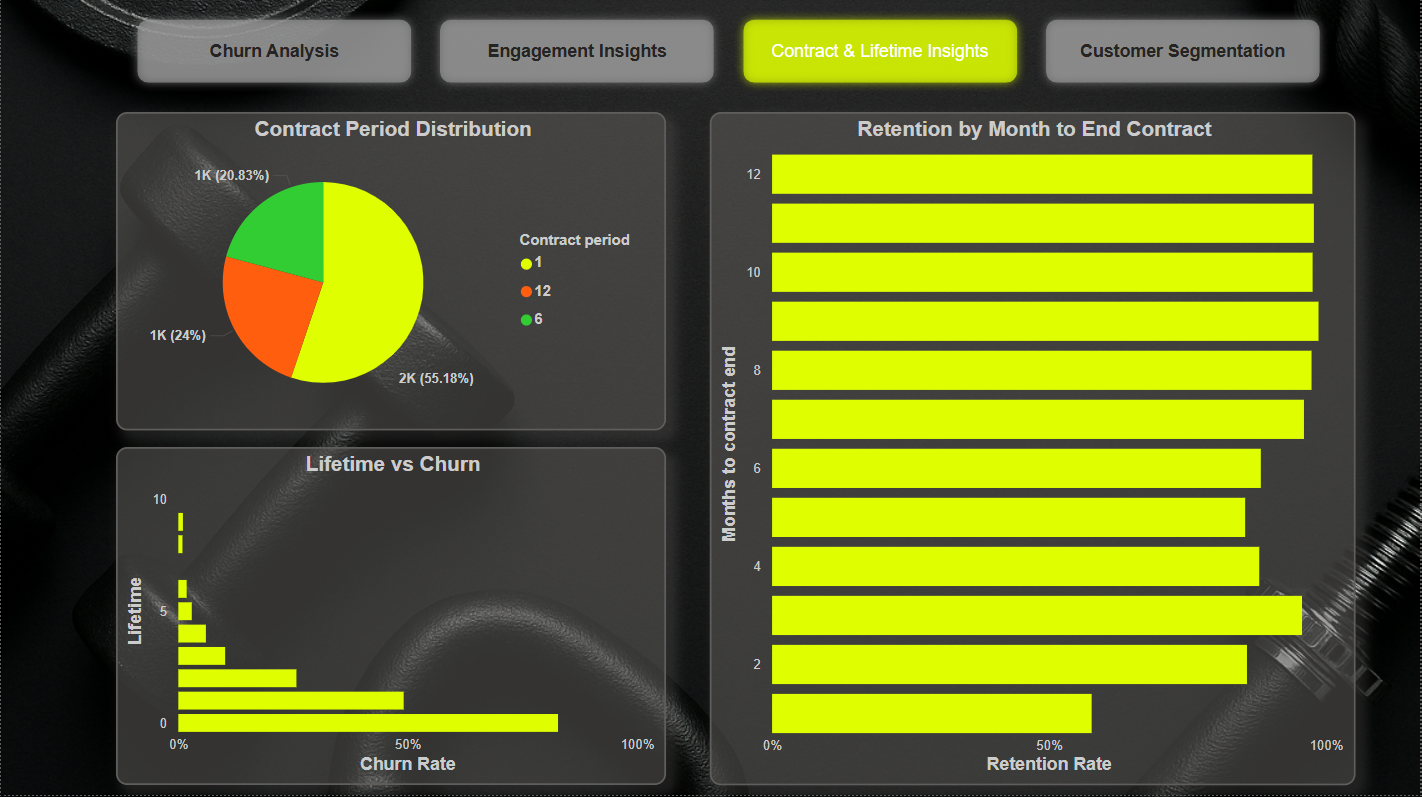 Churn Analysis
Engagement Insights
Contract & Lifetime Insights
Customer Segmentation
Contract Period Distribution
1K (20.83%)
1K (24%)
2K (55.18%)
Contract period
1
12
6
Lifetime vs Churn
Lifetime
10
5
0
0%
50%
100%
Churn Rate
Retention by Month to End Contract
Months to contract end
12
10
8
6
4
2
0%
50%
100%
Retention Rate